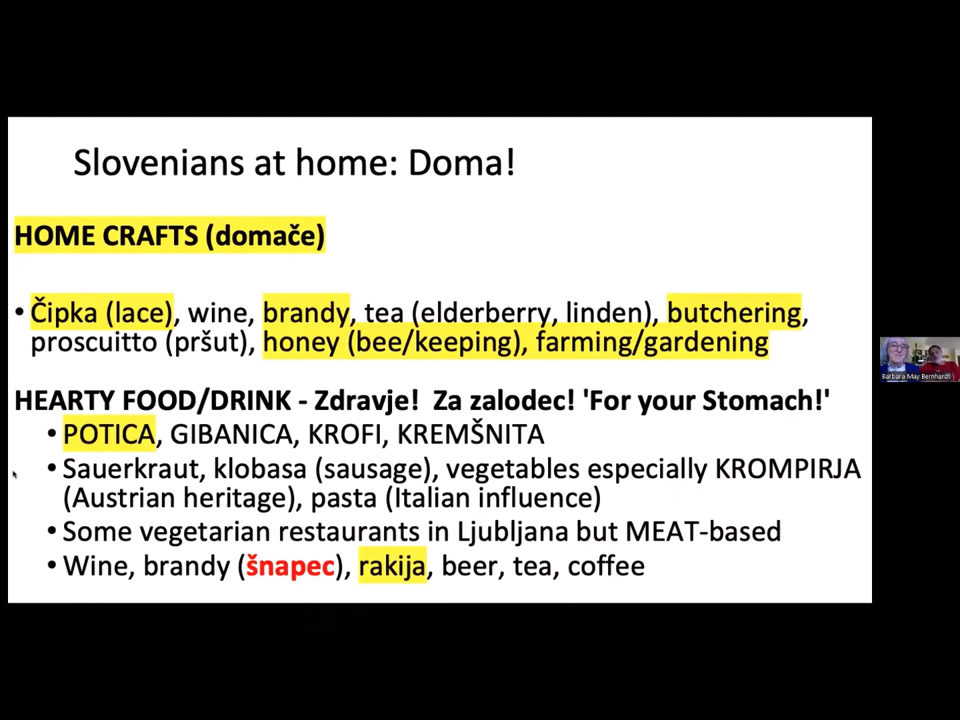 Slovenians at home: Doma!
HOME CRAFTS (domače)
• Čipka (lace), wine, brandy, tea (elderberry, linden), butchering,
proscuitto (pršut), honey (bee/keeping), farming/gardening
HEARTY FOOD/DRINK - Zdravje! Za zalodec! 'For your Stomach!'
• POTICA, GIBANICA, KROFI, KREMŠNITA
• Sauerkraut, klobasa (sausage), vegetables especially KROMPIRJA
(Austrian heritage), pasta (Italian influence)
• Some vegetarian restaurants in Ljubljana but MEAT-based
• Wine, brandy (šnapec), rakija, beer, tea, coffee
Barbara May Bernhardt